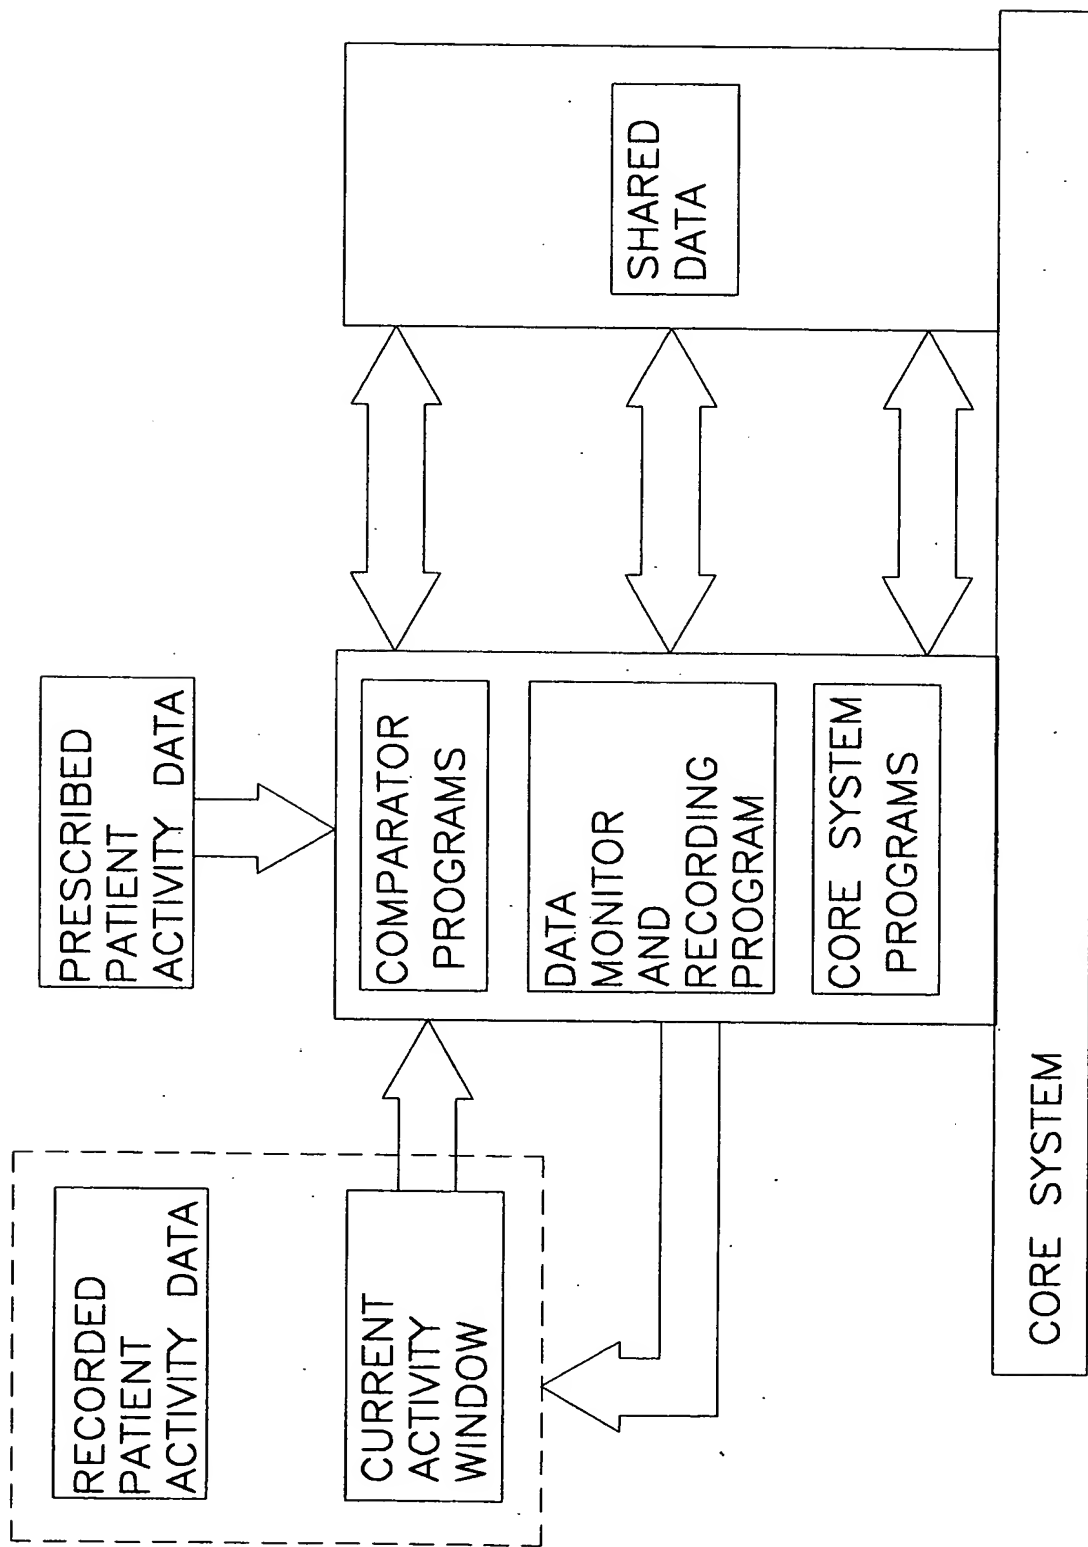 RECORDED
PATIENT
ACTIVITY DATA
CURRENT
ACTIVITY
WINDOW
PRESCRIBED
PATIENT
ACTIVITY DATA
COMPARATOR
PROGRAMS
DATA
MONITOR
AND
RECORDING
PROGRAM
CORE SYSTEM
PROGRAMS
SHARED
DATA
CORE SYSTEM